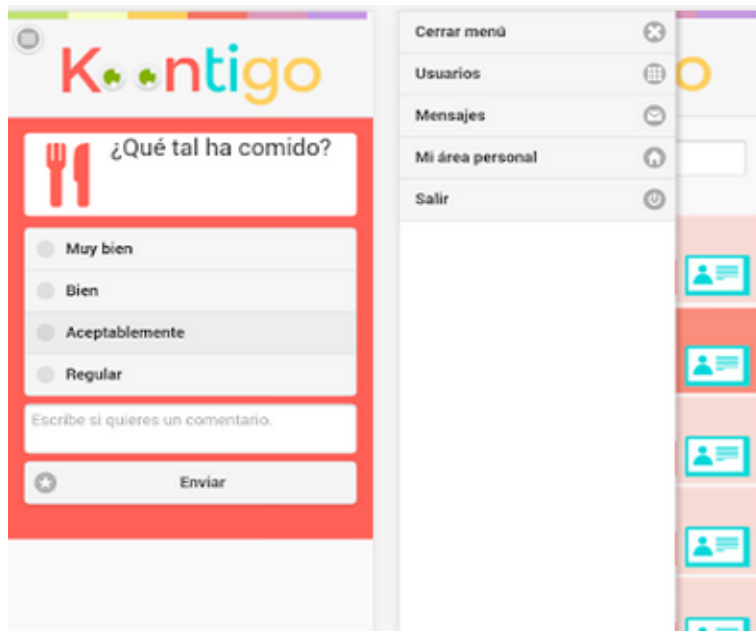 Koontigo
¿Qué tal ha comido?
Muy bien
Bien
Aceptablemente
Regular
Escribe si quieres un comentario.
Enviar
Cerrar menú
Usuarios
Mensajes
Mi área personal
Salir
o